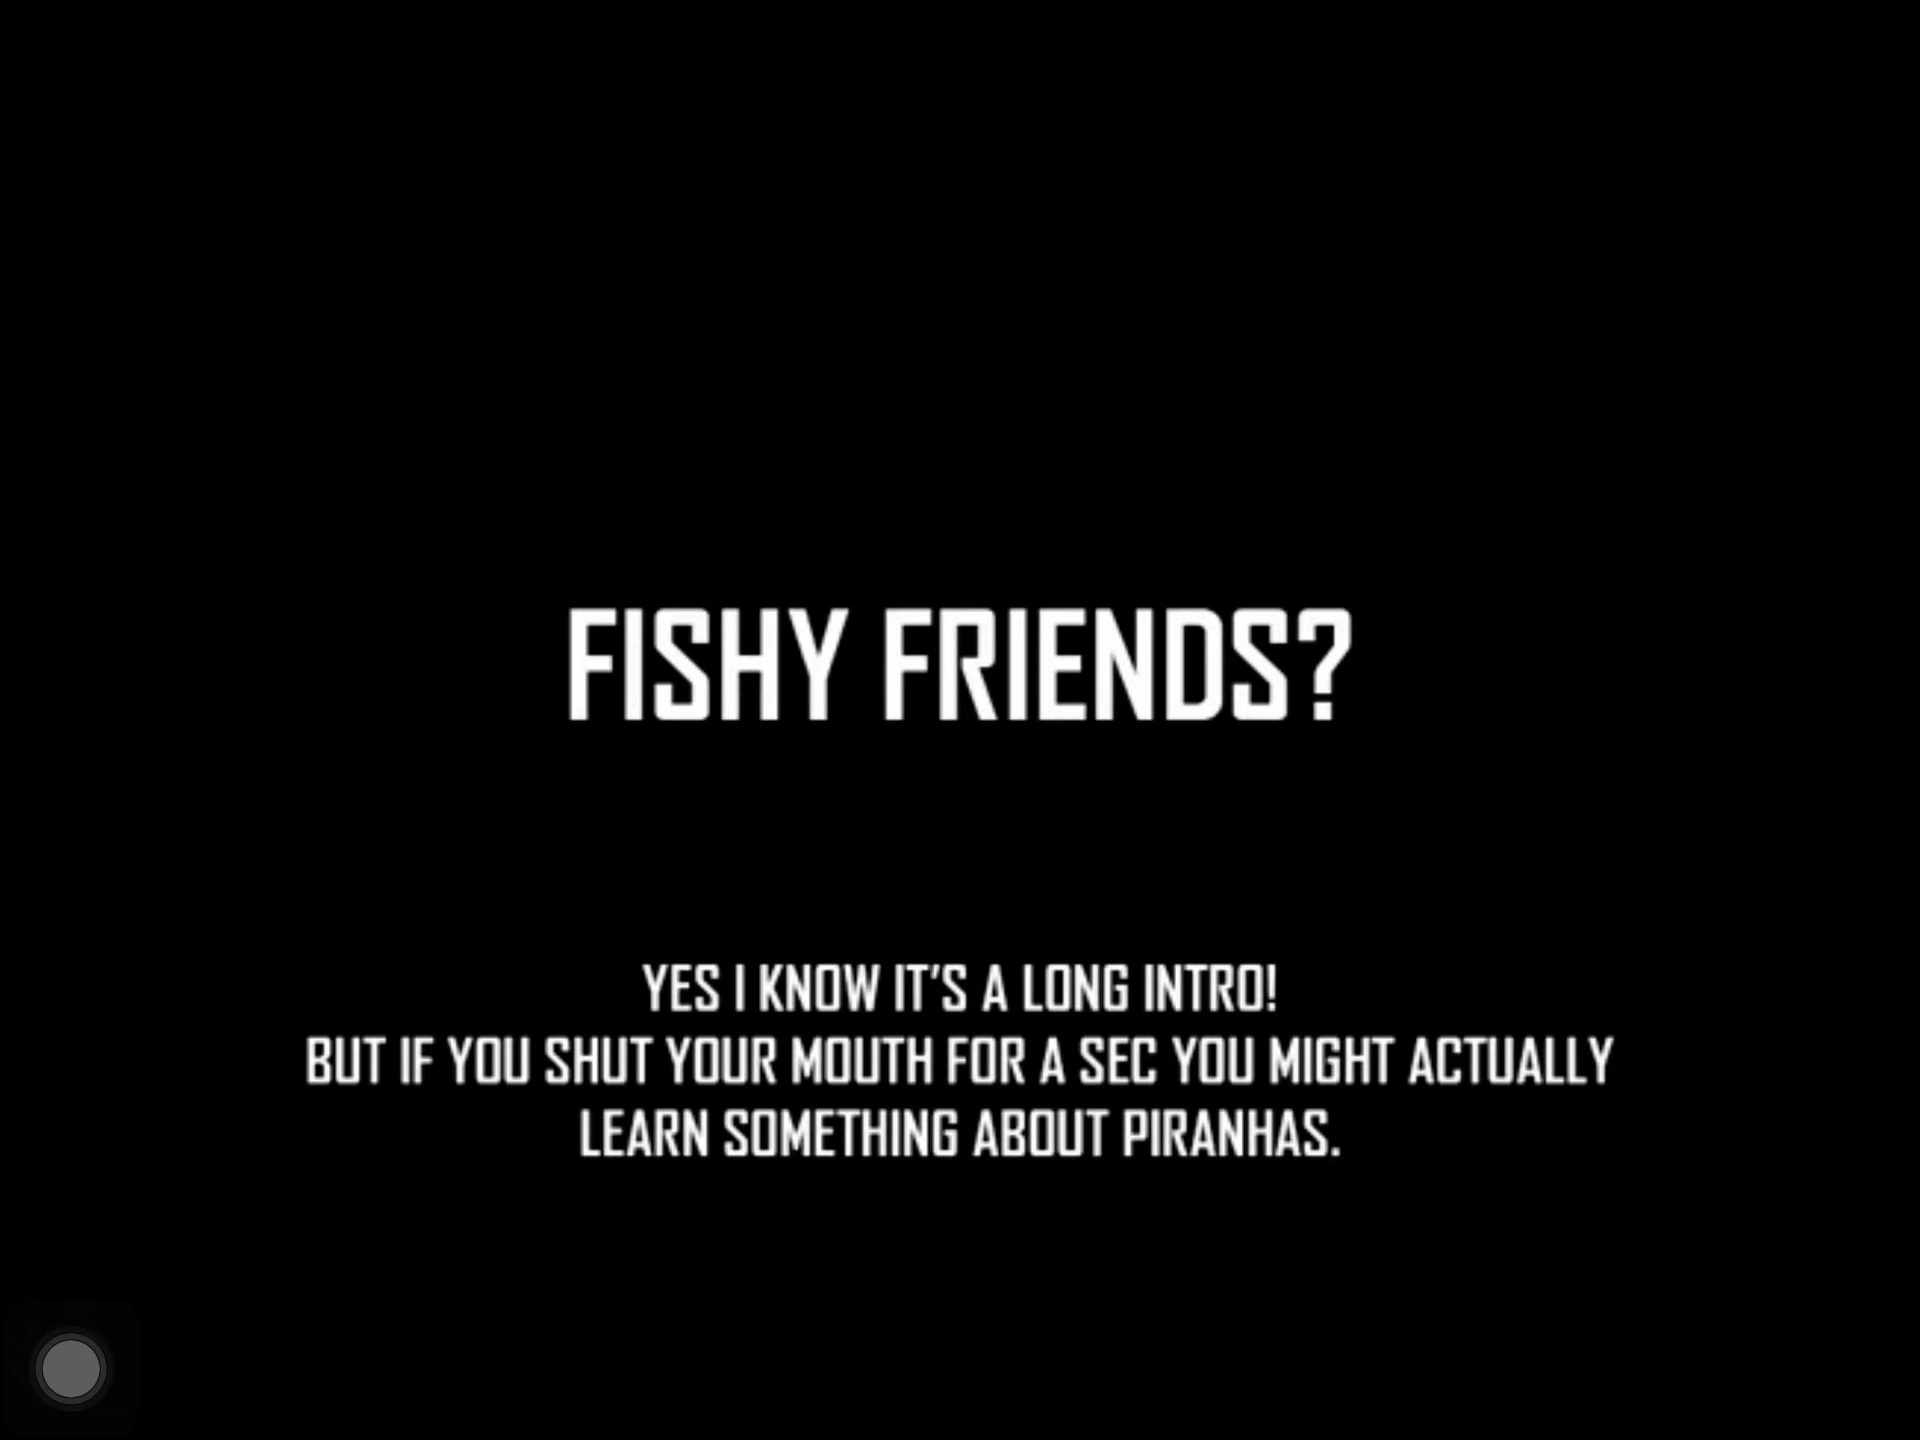 FISHY FRIENDS?
YES I KNOW IT'S A LONG INTRO!
BUT IF YOU SHUT YOUR MOUTH FOR A SEC YOU MIGHT ACTUALLY
LEARN SOMETHING ABOUT PIRANHAS.